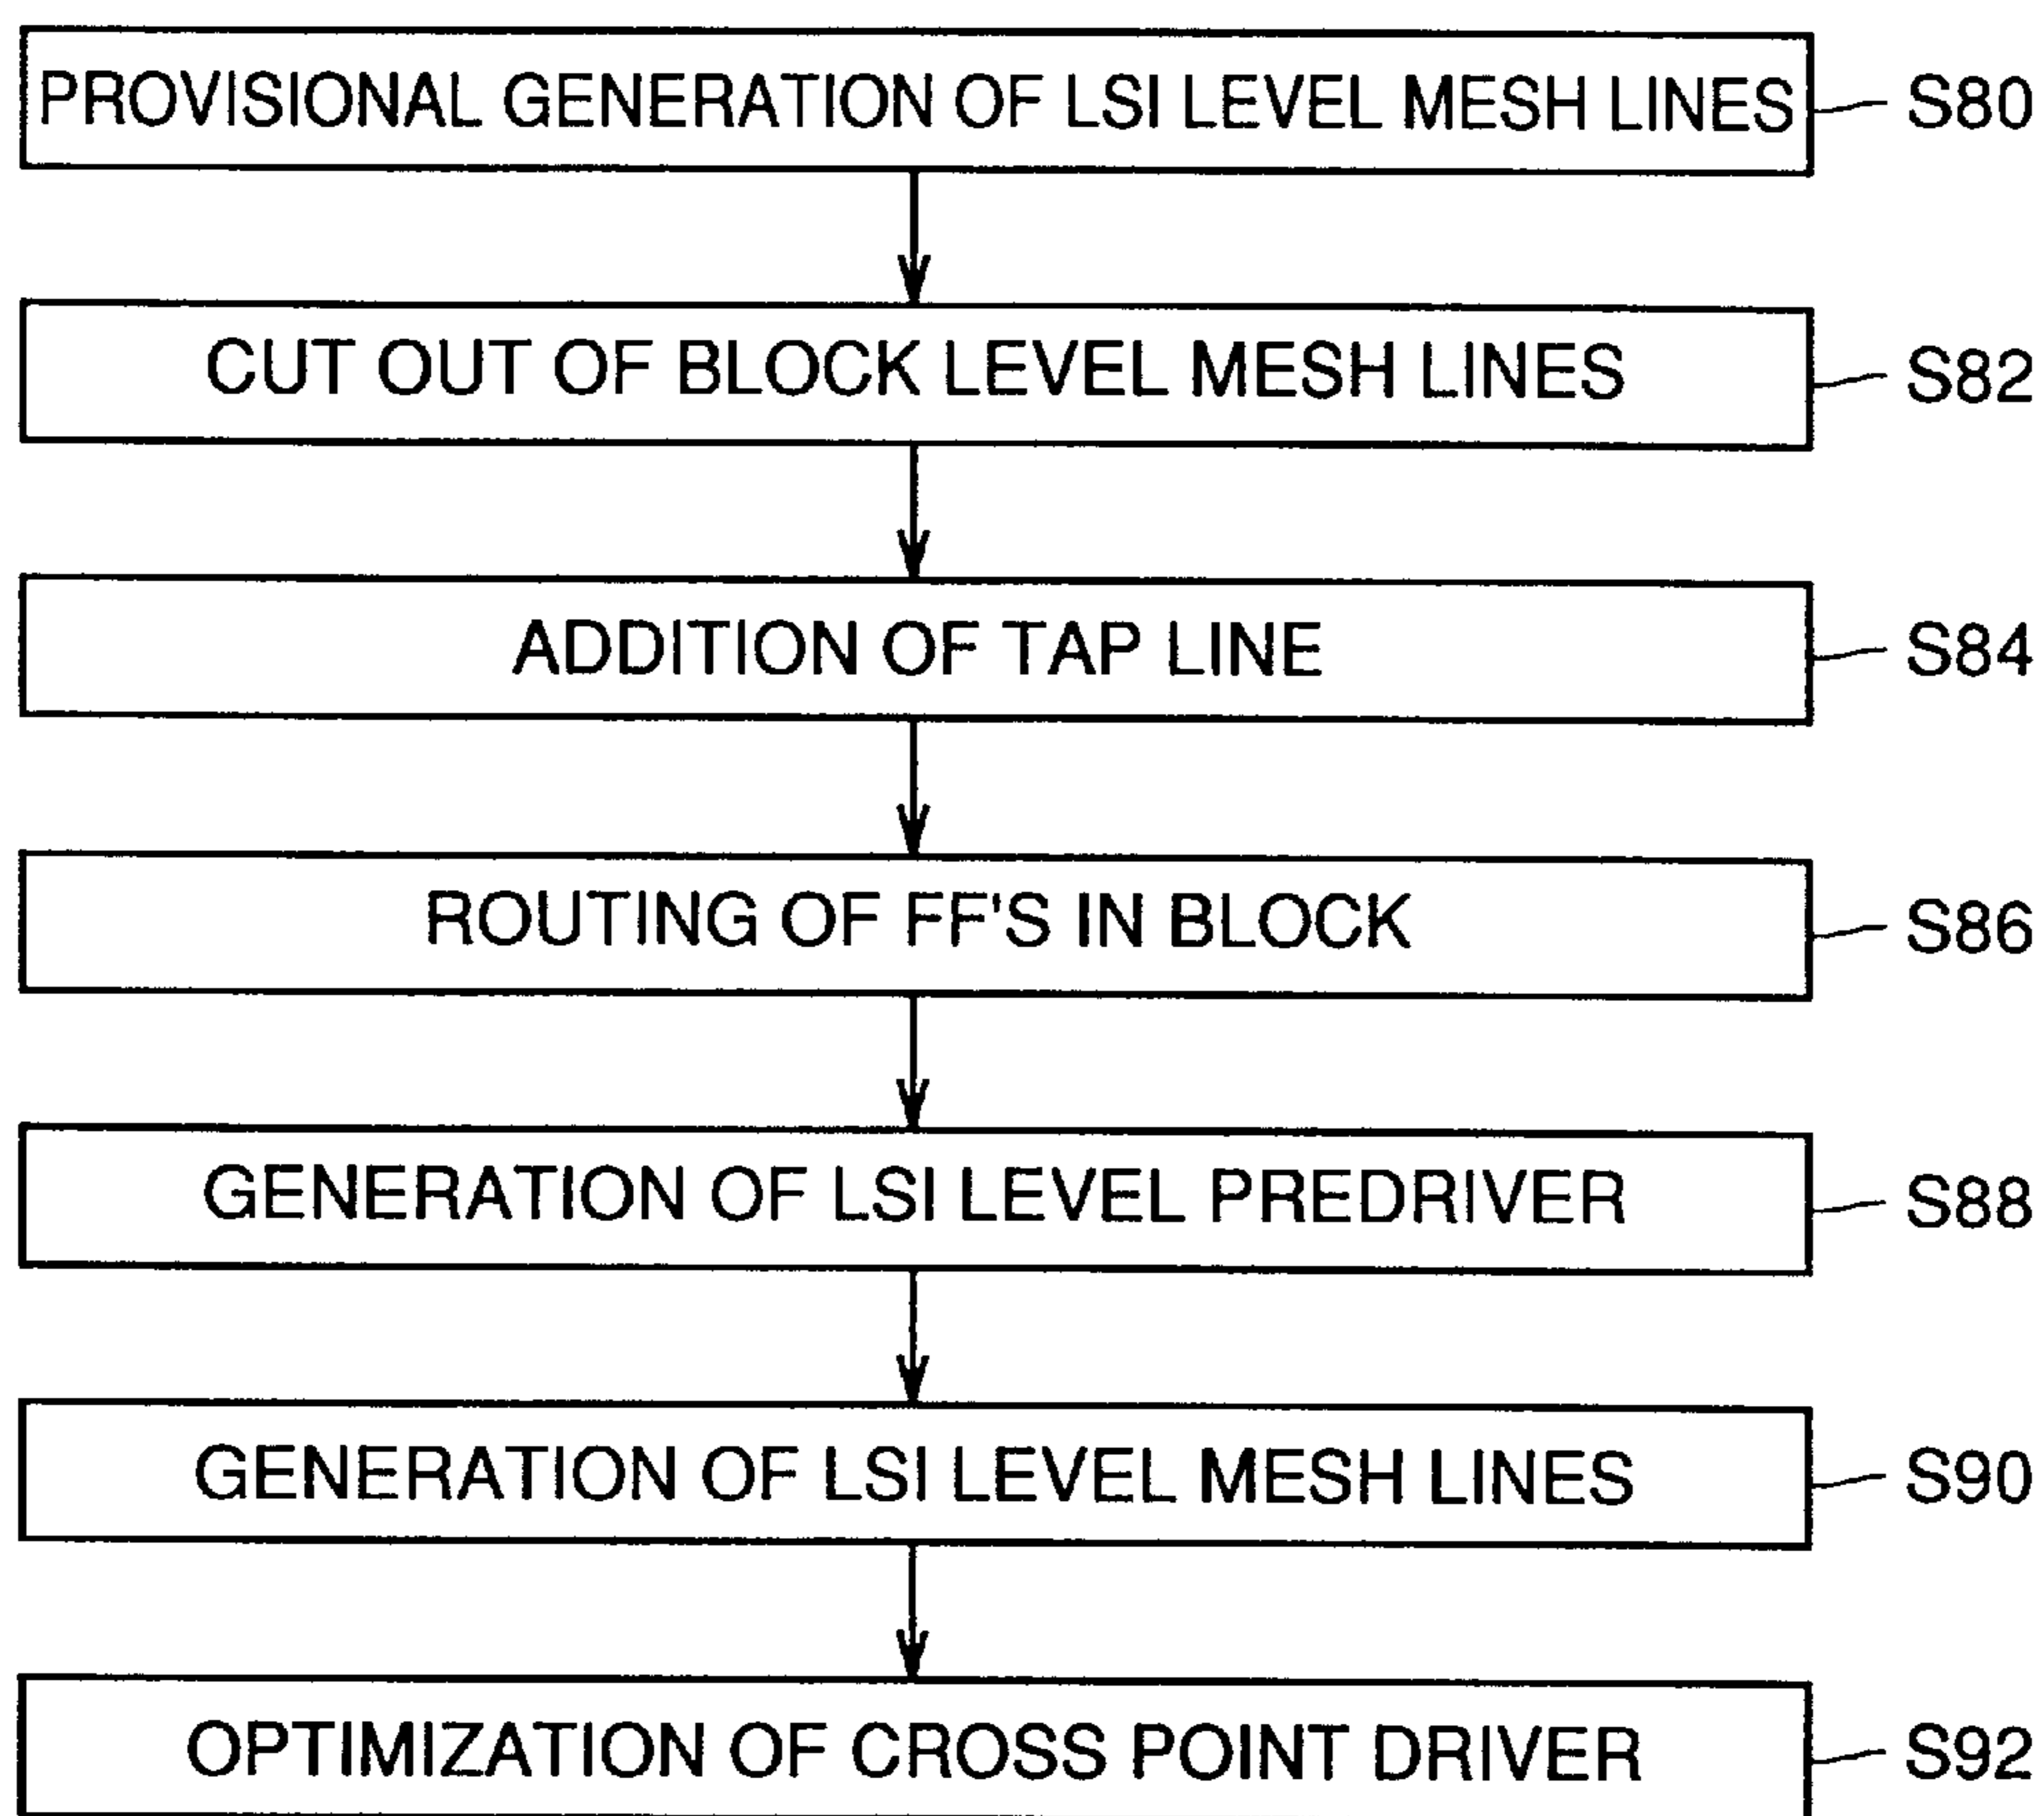 PROVISIONAL GENERATION OF LSI LEVEL MESH LINES S80
CUT OUT OF BLOCK LEVEL MESH LINES S82
ADDITION OF TAP LINE S84
ROUTING OF FF'S IN BLOCK S86
GENERATION OF LSI LEVEL PREDRIVER S88
GENERATION OF LSI LEVEL MESH LINES S90
OPTIMIZATION OF CROSS POINT DRIVER S92